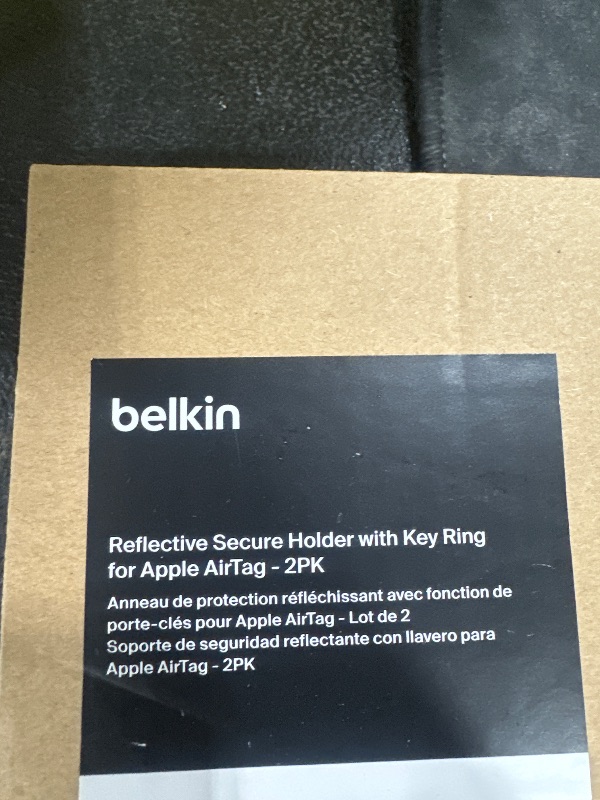 belkin
Reflective Secure Holder with Key Ring
for Apple AirTag - 2PK
Anneau de protection réfléchissant avec fonction de
porte-clés pour Apple AirTag - Lot de 2
Soporte de seguridad reflectante con llavero para
Apple AirTag - 2PK